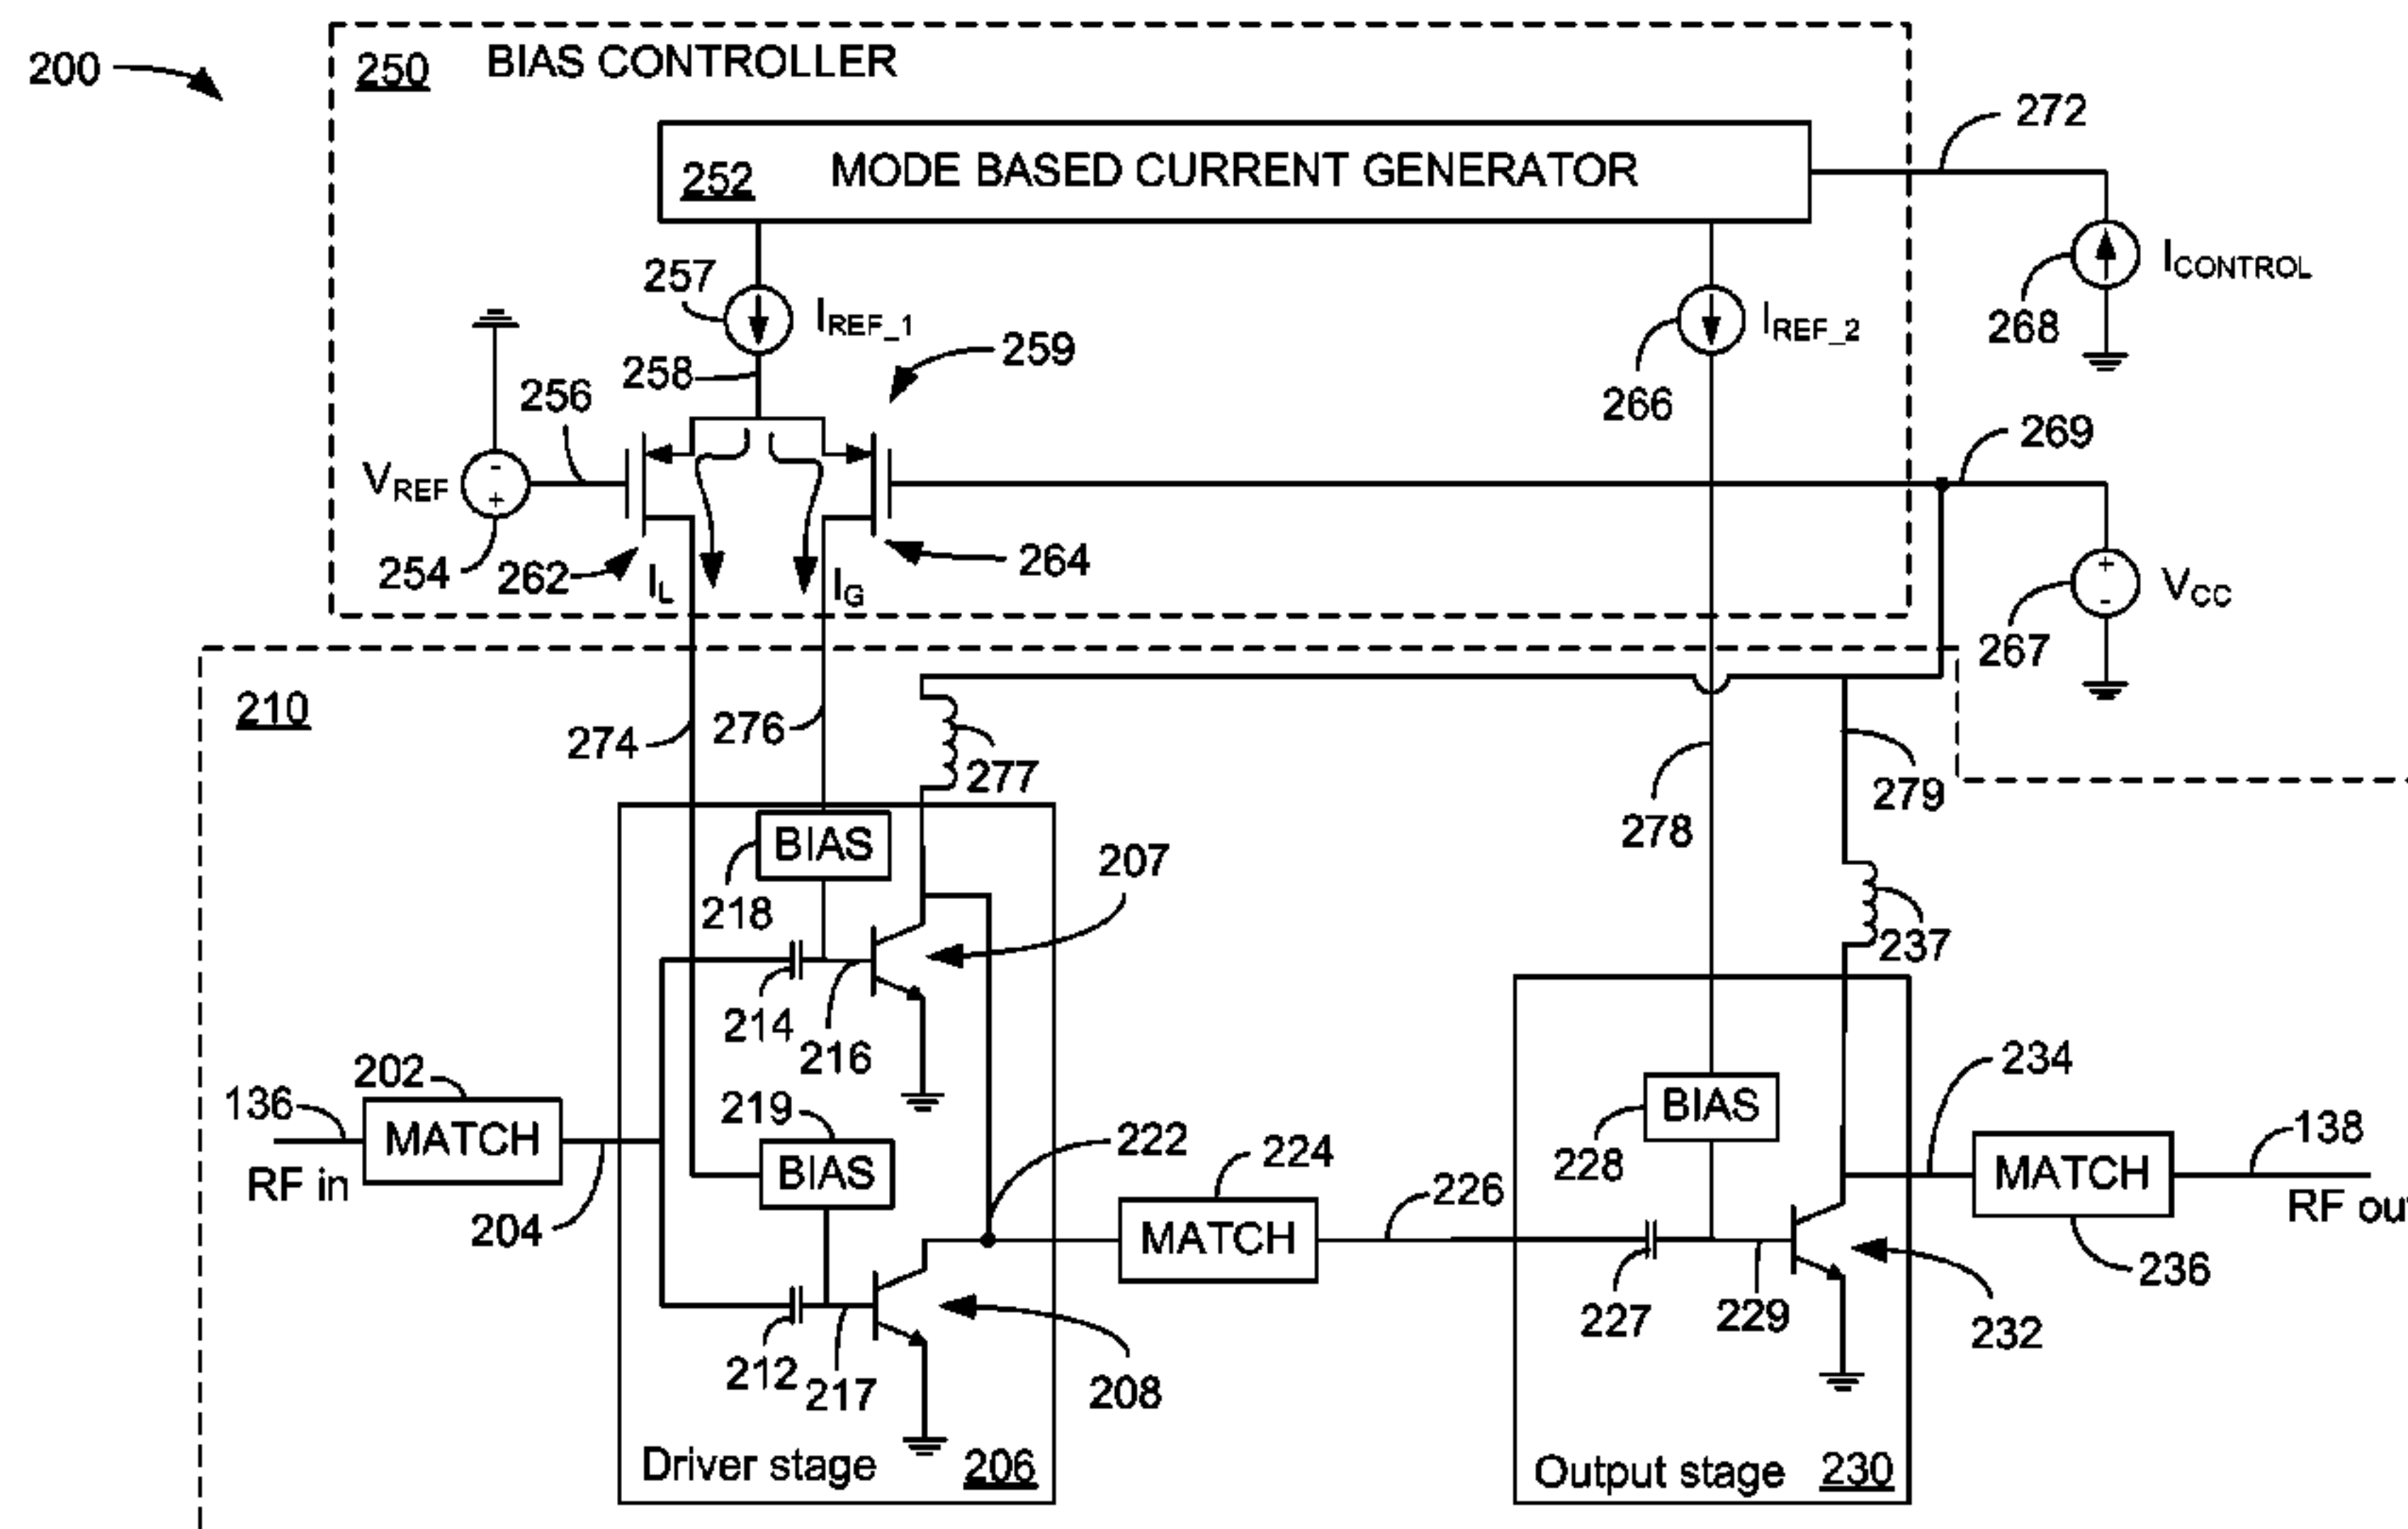 200
250 BIAS CONTROLLER
252 MODE BASED CURRENT GENERATOR
272
257
I_REF_1
258
259
256
V_REF
254
262
I_L
I_G
264
266
I_REF_2
268
I_CONTROL
269
267
V_CC
210
274
276
277
278
279
BIAS
218
207
237
214
216
202
136
MATCH
RF in
204
219
BIAS
222
224
MATCH
226
212
217
208
Driver stage 206
BIAS
228
234
138
MATCH
RF out
236
227
229
232
Output stage 230